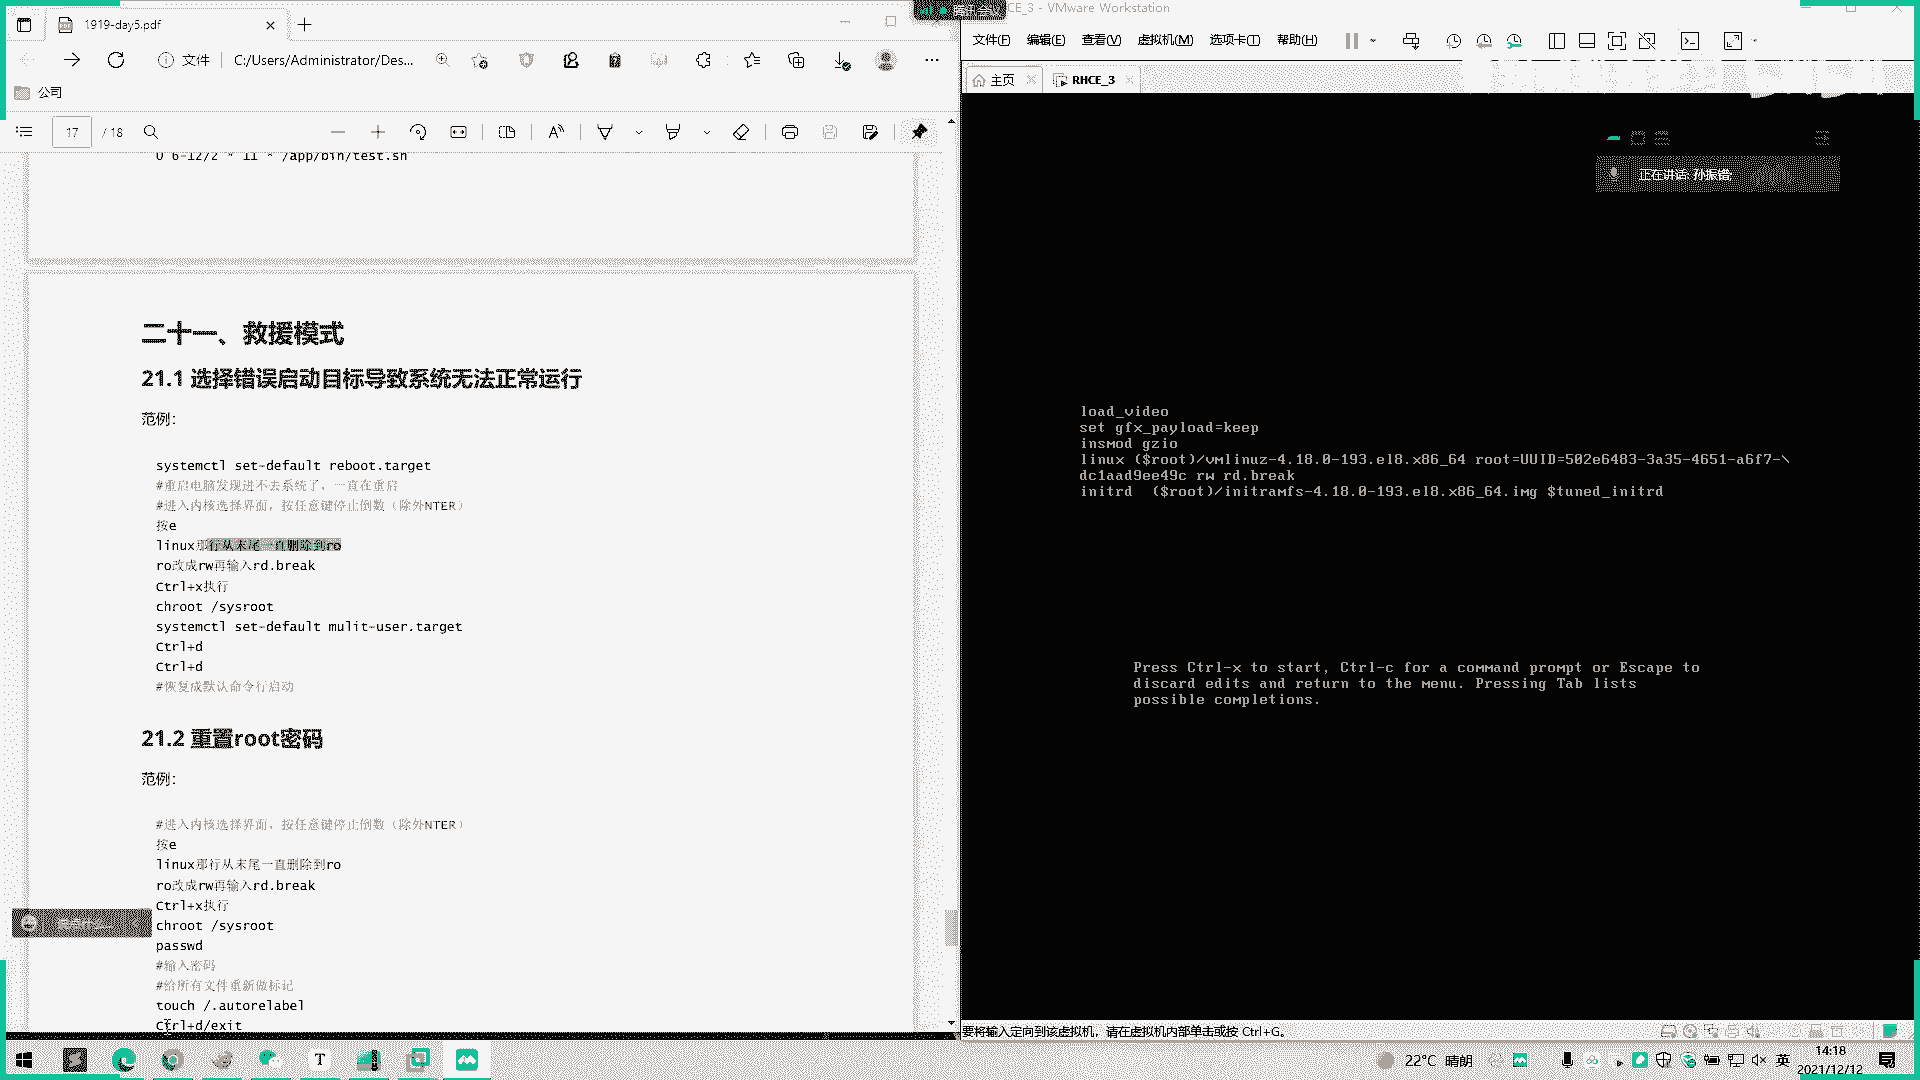 1919-day5.pdf
文件
C:/Users/Administrator/Des...
公司
17
/ 18
0 6-12/2 * 11 * /app/bin/test.sh
二十一、救援模式
21.1 选择错误启动目标导致系统无法正常运行
范例：
systemctl set-default reboot.target
#重启电脑发现进不去系统了，一直在重启
#进入内核选择界面，按任意键停止倒数（除外NTER）
按e
linux那行从末尾一直删除到ro
ro改成rw再输入rd.break
Ctrl+x执行
chroot /sysroot
systemctl set-default mulit-user.target
Ctrl+d
Ctrl+d
#恢复成默认命令行启动
21.2 重置root密码
范例：
#进入内核选择界面，按任意键停止倒数（除外NTER）
按e
linux那行从末尾一直删除到ro
ro改成rw再输入rd.break
Ctrl+x执行
chroot /sysroot
passwd
#输入密码
#给所有文件重新做标记
touch /.autorelabel
Ctrl+d/exit
CE_3 - VMware Workstation
文件(F) 编辑(E) 查看(V) 虚拟机(M) 选项卡(T) 帮助(H)
主页
RHCE_3
正在讲话:
load_video
set gfx_payload=keep
insmod gzio
linux ($root)/vmlinuz-4.18.0-193.el8.x86_64 root=UUID=502e6483-3a35-4651-a6f7-\
dc1aad9ee49c rw rd.break
initrd  ($root)/initramfs-4.18.0-193.el8.x86_64.img $tuned_initrd
Press Ctrl-x to start, Ctrl-c for a command prompt or Escape to
discard edits and return to the menu. Pressing Tab lists
possible completions.
要将输入定向到该虚拟机，请在虚拟机内部单击或按 Ctrl+G。
22°C 晴朗
英
14:18
2021/12/12